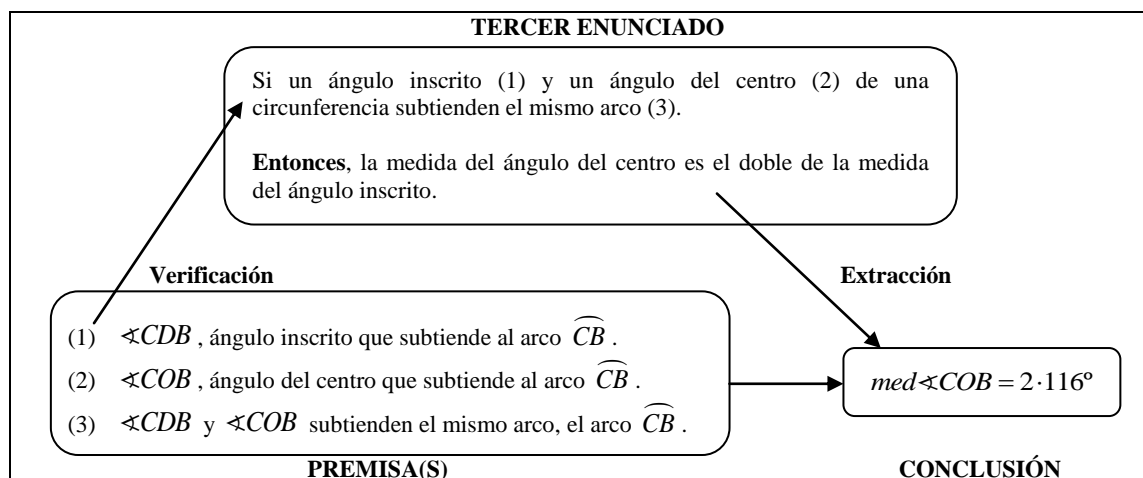 TERCER ENUNCIADO
Si un ángulo inscrito (1) y un ángulo del centro (2) de una
circunferencia subtienden el mismo arco (3).
Entonces, la medida del ángulo del centro es el doble de la medida
del ángulo inscrito.
Verificación
Extracción
(1) ∢CDB , ángulo inscrito que subtiende al arco \widehat{CB} .
(2) ∢COB , ángulo del centro que subtiende al arco \widehat{CB} .
(3) ∢CDB y ∢COB subtienden el mismo arco, el arco \widehat{CB} .
med∢COB = 2·116º
PREMISA(S)
CONCLUSIÓN